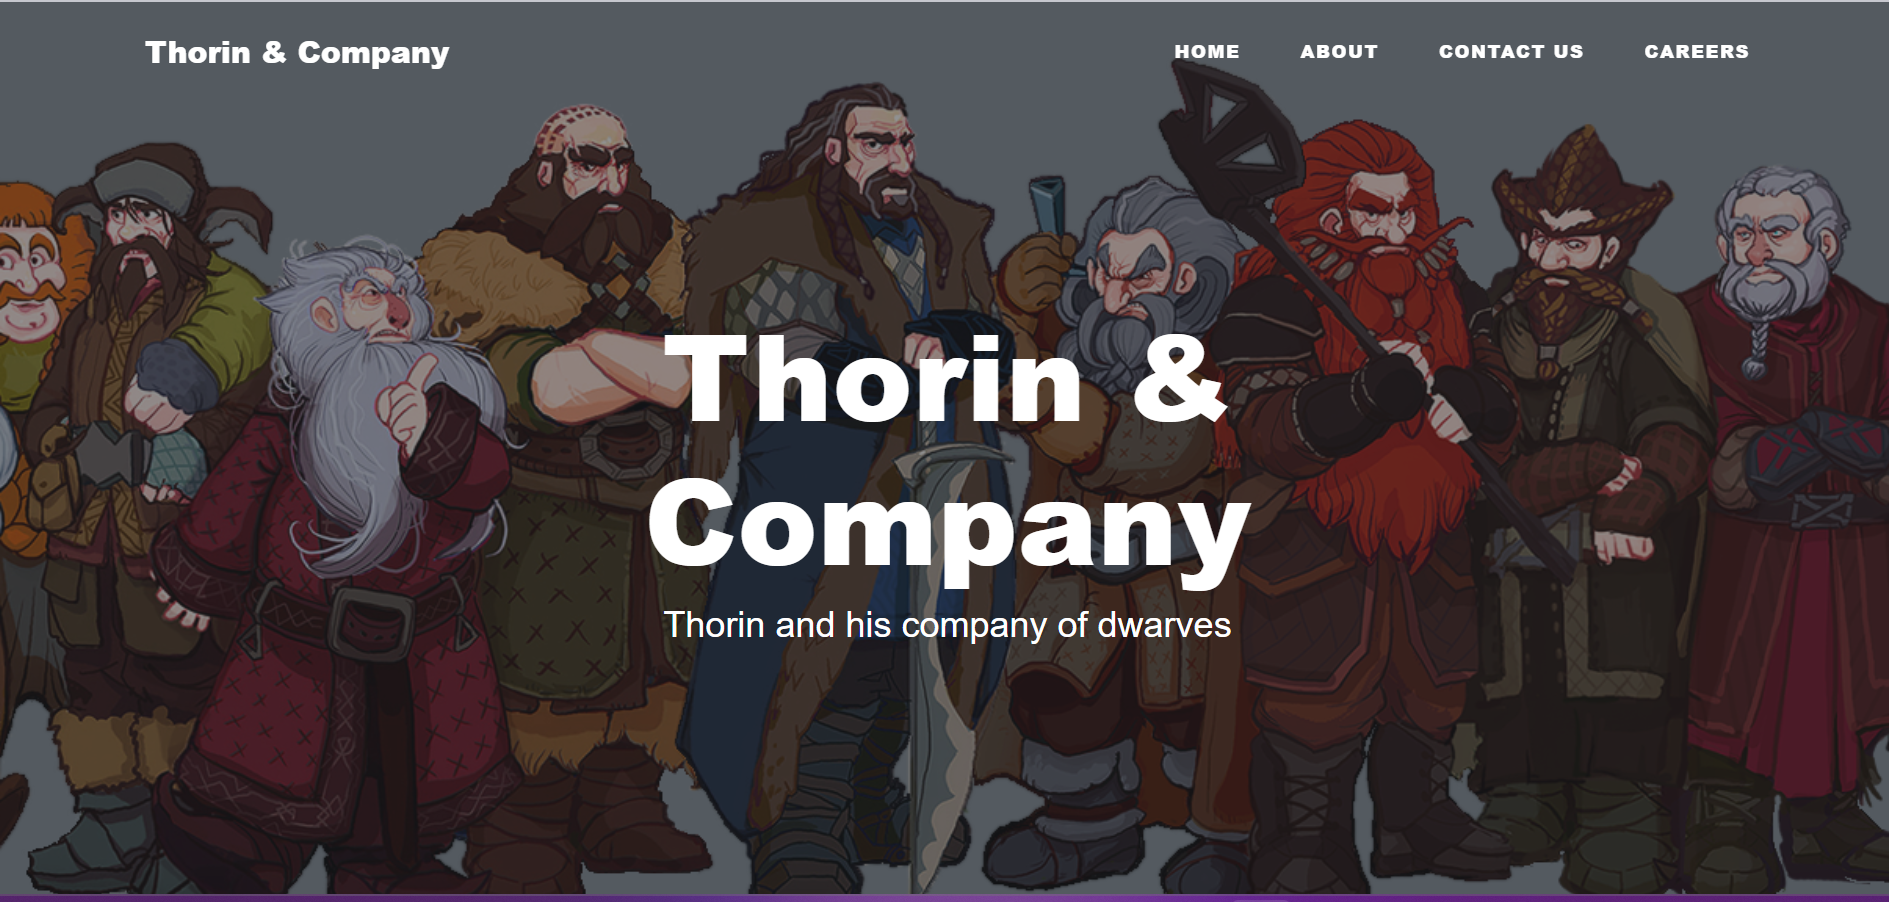 Thorin & Company
HOME ABOUT CONTACT US CAREERS
Thorin &
Company
Thorin and his company of dwarves